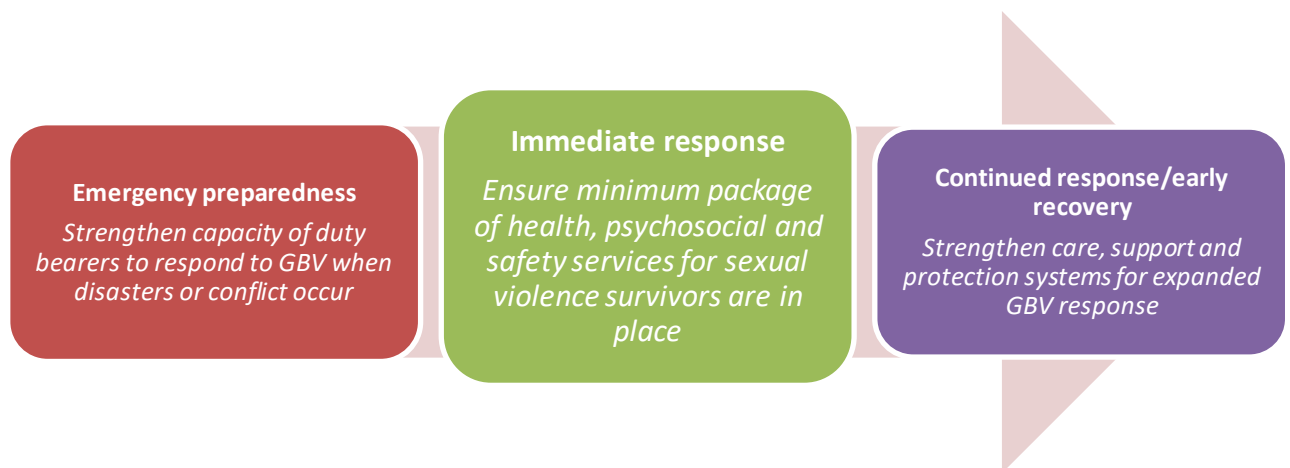 Emergency preparedness
Strengthen capacity of duty
bearers to respond to GBV when
disasters or conflict occur
Immediate response
Ensure minimum package
of health, psychosocial and
safety services for sexual
violence survivors are in
place
Continued response/early
recovery
Strengthen care, support and
protection systems for expanded
GBV response